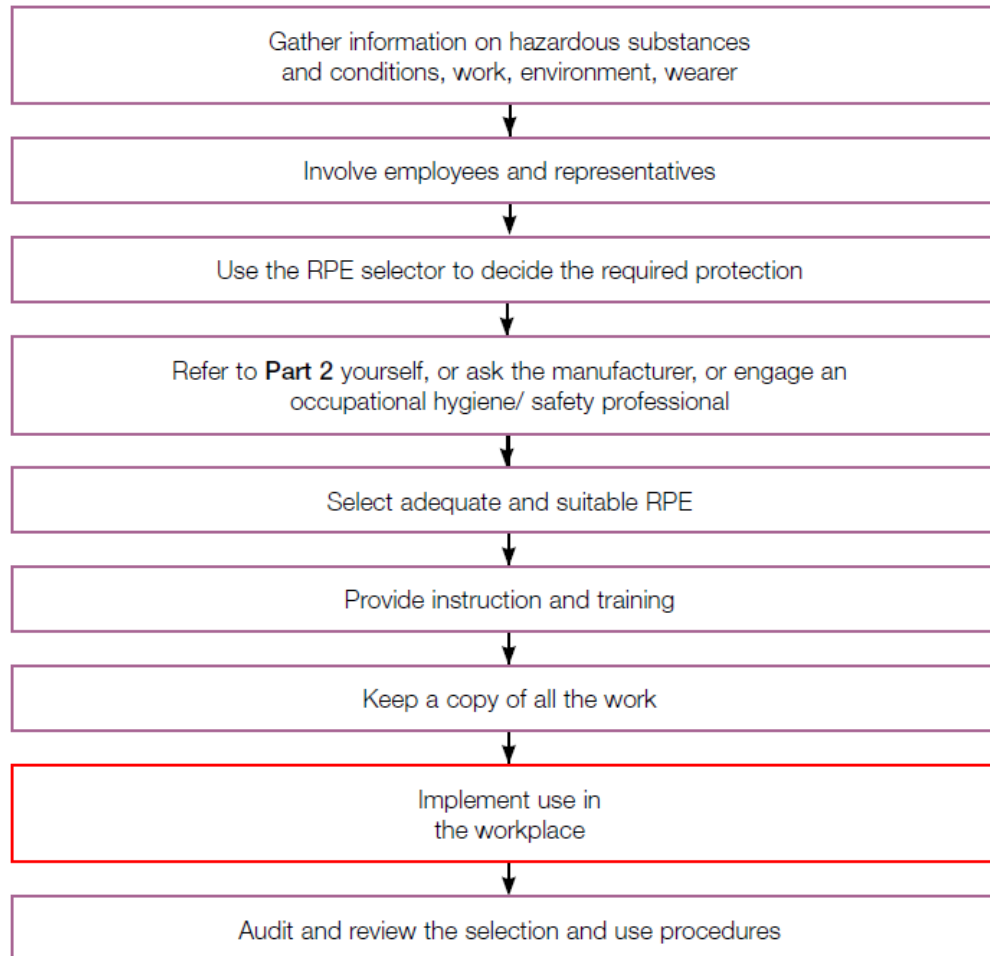 Gather information on hazardous substances
and conditions, work, environment, wearer
Involve employees and representatives
Use the RPE selector to decide the required protection
Refer to Part 2 yourself, or ask the manufacturer, or engage an
occupational hygiene/ safety professional
Select adequate and suitable RPE
Provide instruction and training
Keep a copy of all the work
Implement use in
the workplace
Audit and review the selection and use procedures